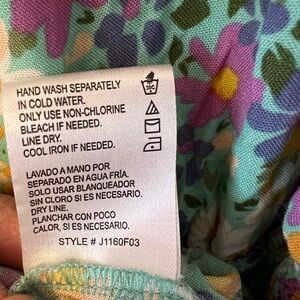 HAND WASH SEPARATELY
IN COLD WATER.
ONLY USE NON-CHLORINE
BLEACH IF NEEDED.
LINE DRY.
COOL IRON IF NEEDED.
LAVADO A MANO POR
SEPARADO EN AGUA FRÍA.
SOLO USAR BLANQUEADOR
SIN CLORO SI ES NECESARIO.
DRY LINE.
PLANCHAR CON POCO
CALOR, SI ES NECESARIO.
STYLE # J1160F03